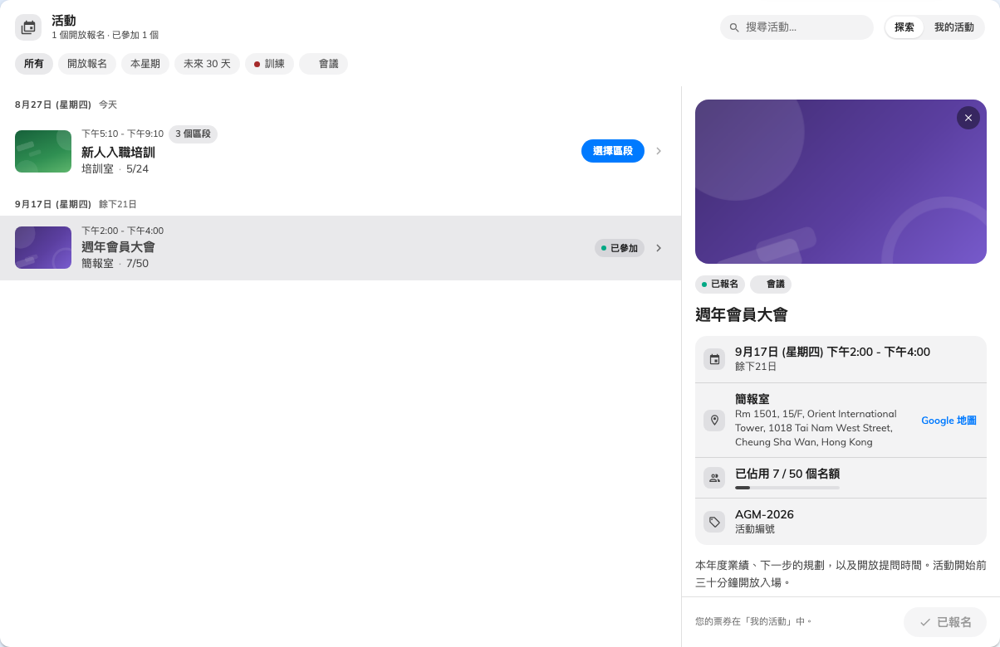 活動
1 個開放報名 · 已參加 1 個
搜尋活動...
探索
我的活動
所有
開放報名
本星期
未來 30 天
訓練
會議
8月27日 (星期四) 今天
下午5:10 - 下午9:10 3 個區段
新人入職培訓
培訓室 · 5/24
選擇區段
9月17日 (星期四) 餘下21日
下午2:00 - 下午4:00
週年會員大會
簡報室 · 7/50
已參加
已報名
會議
週年會員大會
9月17日 (星期四) 下午2:00 - 下午4:00
餘下21日
簡報室
Rm 1501, 15/F, Orient International
Tower, 1018 Tai Nam West Street,
Cheung Sha Wan, Hong Kong
Google 地圖
已佔用 7 / 50 個名額
AGM-2026
活動編號
本年度業績、下一步的規劃，以及開放提問時間。活動開始前
三十分鐘開放入場。
您的票券在「我的活動」中。
已報名